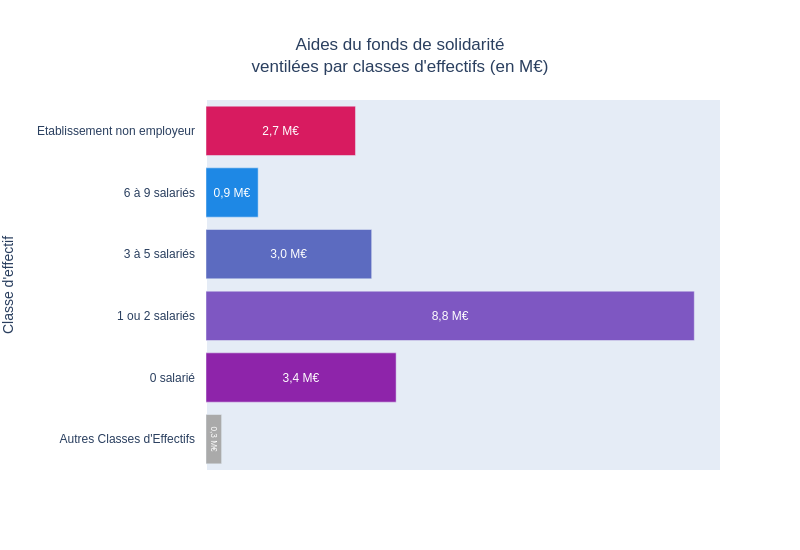 Aides du fonds de solidarité
ventilées par classes d'effectifs (en M€)
Classe d'effectif
Etablissement non employeur
2,7 M€
6 à 9 salariés
0,9 M€
3 à 5 salariés
3,0 M€
1 ou 2 salariés
8,8 M€
0 salarié
3,4 M€
Autres Classes d'Effectifs
0,3 M€